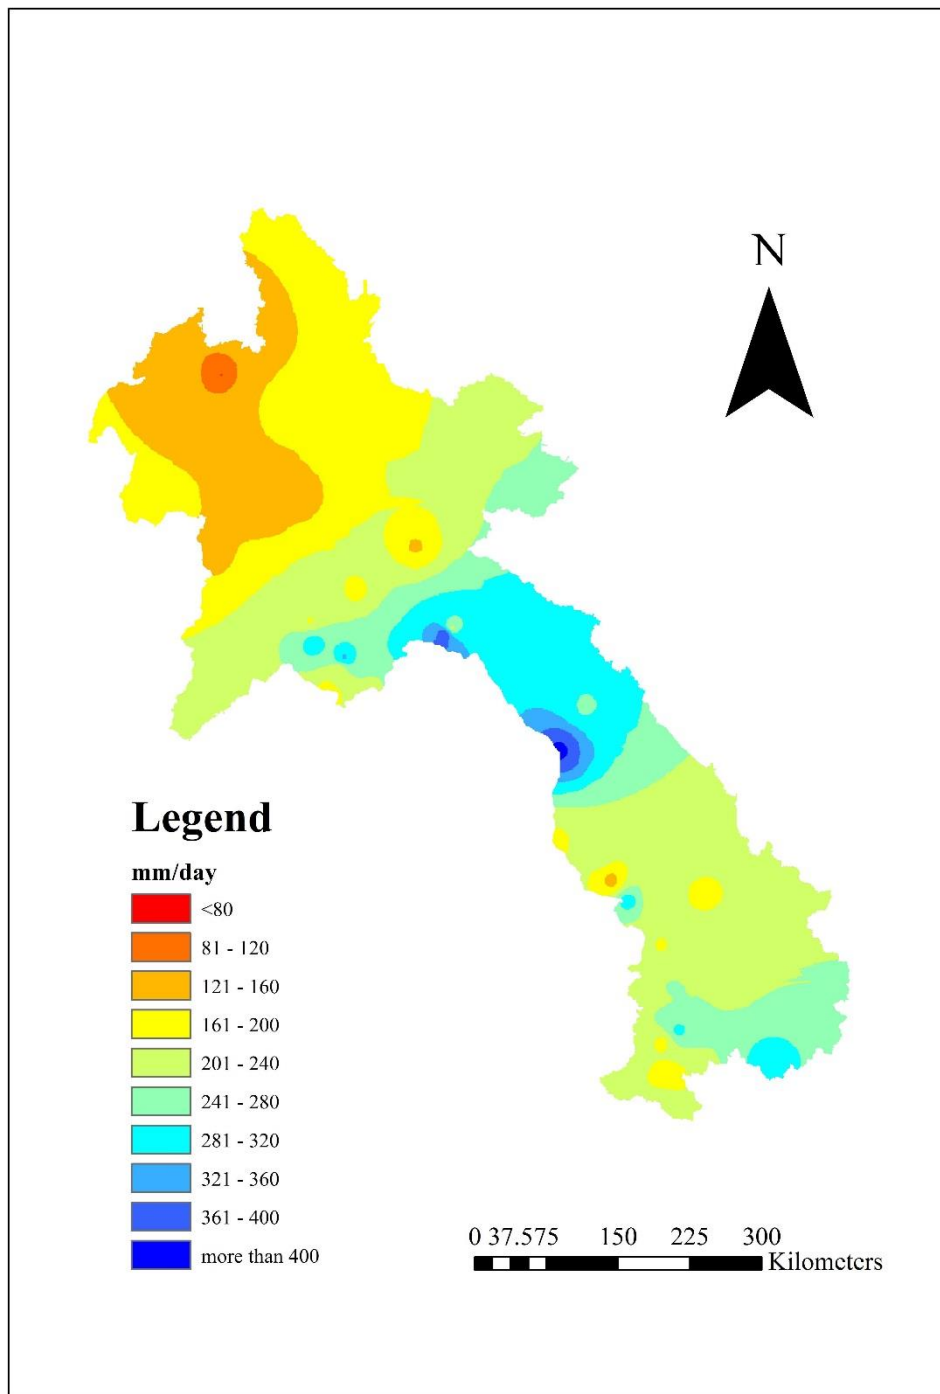 N
Legend
mm/day
<80
81 - 120
121 - 160
161 - 200
201 - 240
241 - 280
281 - 320
321 - 360
361 - 400
more than 400
0 37.575 150 225 300
Kilometers